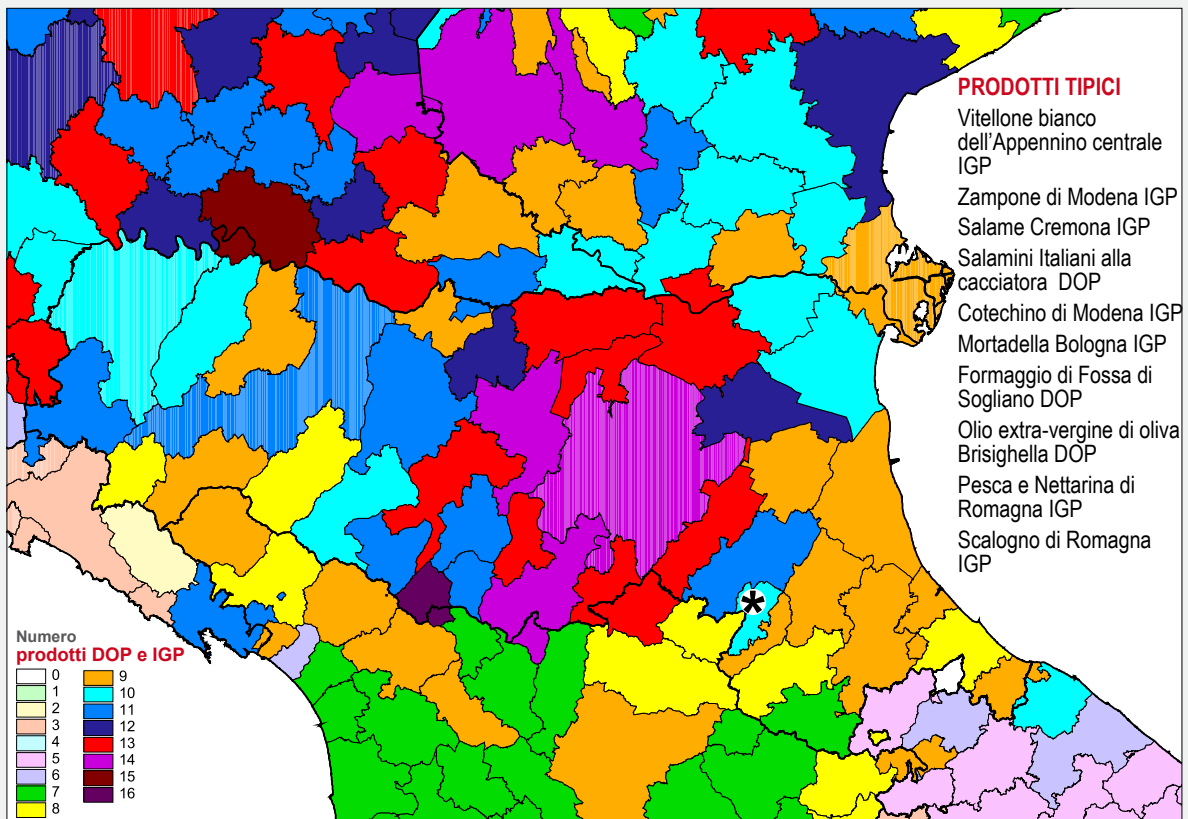 PRODOTTI TIPICI
Vitellone bianco
dell'Appennino centrale
IGP
Zampone di Modena IGP
Salame Cremona IGP
Salamini Italiani alla
cacciatora DOP
Cotechino di Modena IGP
Mortadella Bologna IGP
Formaggio di Fossa di
Sogliano DOP
Olio extra-vergine di oliva
Brisighella DOP
Pesca e Nettarina di
Romagna IGP
Scalogno di Romagna
IGP
*
Numero
prodotti DOP e IGP
0 9
1 10
2 11
3 12
4 13
5 14
6 15
7 16
8